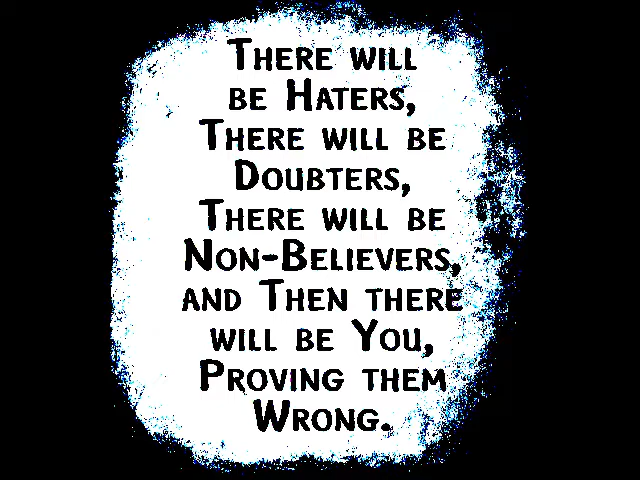 There will
be Haters,
There will be
Doubters,
There will be
Non-Believers,
and Then there
will be You,
Proving them
Wrong.